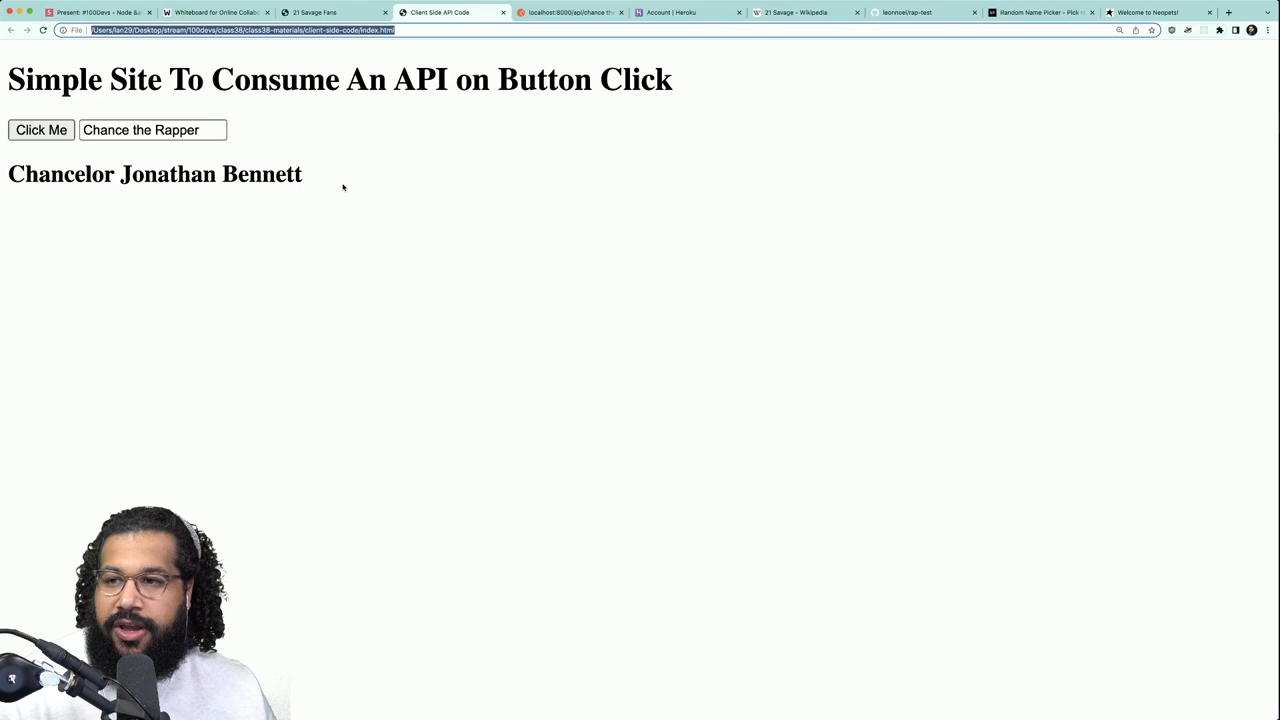 Present: #100Devs - Node &
Whiteboard for Online Collabo
21 Savage Fans
Client Side API Code
localhost:8000/api/chance the
Account | Heroku
21 Savage - Wikipedia
leonnoel/rap-test
Random Name Picker - Pick
Welcome to Neopets!
File
/Users/lan29/Desktop/stream/100devs/class38/class38-materials/client-side-code/index.html
Simple Site To Consume An API on Button Click
Click Me
Chance the Rapper
Chancelor Jonathan Bennett